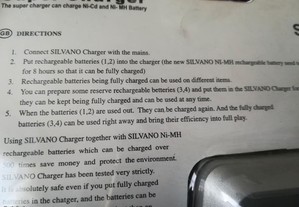 The super charger can charge Ni-Cd and Ni- MH Battery
GB DIRECTIONS
1. Connect SILVANO Charger with the mains.
2. Put rechargeable batteries (1,2) into the charger (the new SILVANO NI-MH rechargeable battery need
for 8 hours so that it can be fully charged)
3. Rechargeable batteries being fully charged can be used on different items.
4. You can prepare some reserve rechargeable batteries (3,4) and put them in the SILVANO Charger
they can be kept being fully charged and can be used at any time.
5. When the batteries (1,2) are used out. They can be charged again. And the fully charged
batteries (3,4) can be used right away and bring their efficiency into full play.
Using SILVANO Charger together with SILVANO Ni-MH
rechargeable batteries which can be charged over
times save money and protect the environment.
SILVANO Charger has been tested very strictly.
It is absolutely safe even if you put fully charged
batteries in the charger, and the batteries can be